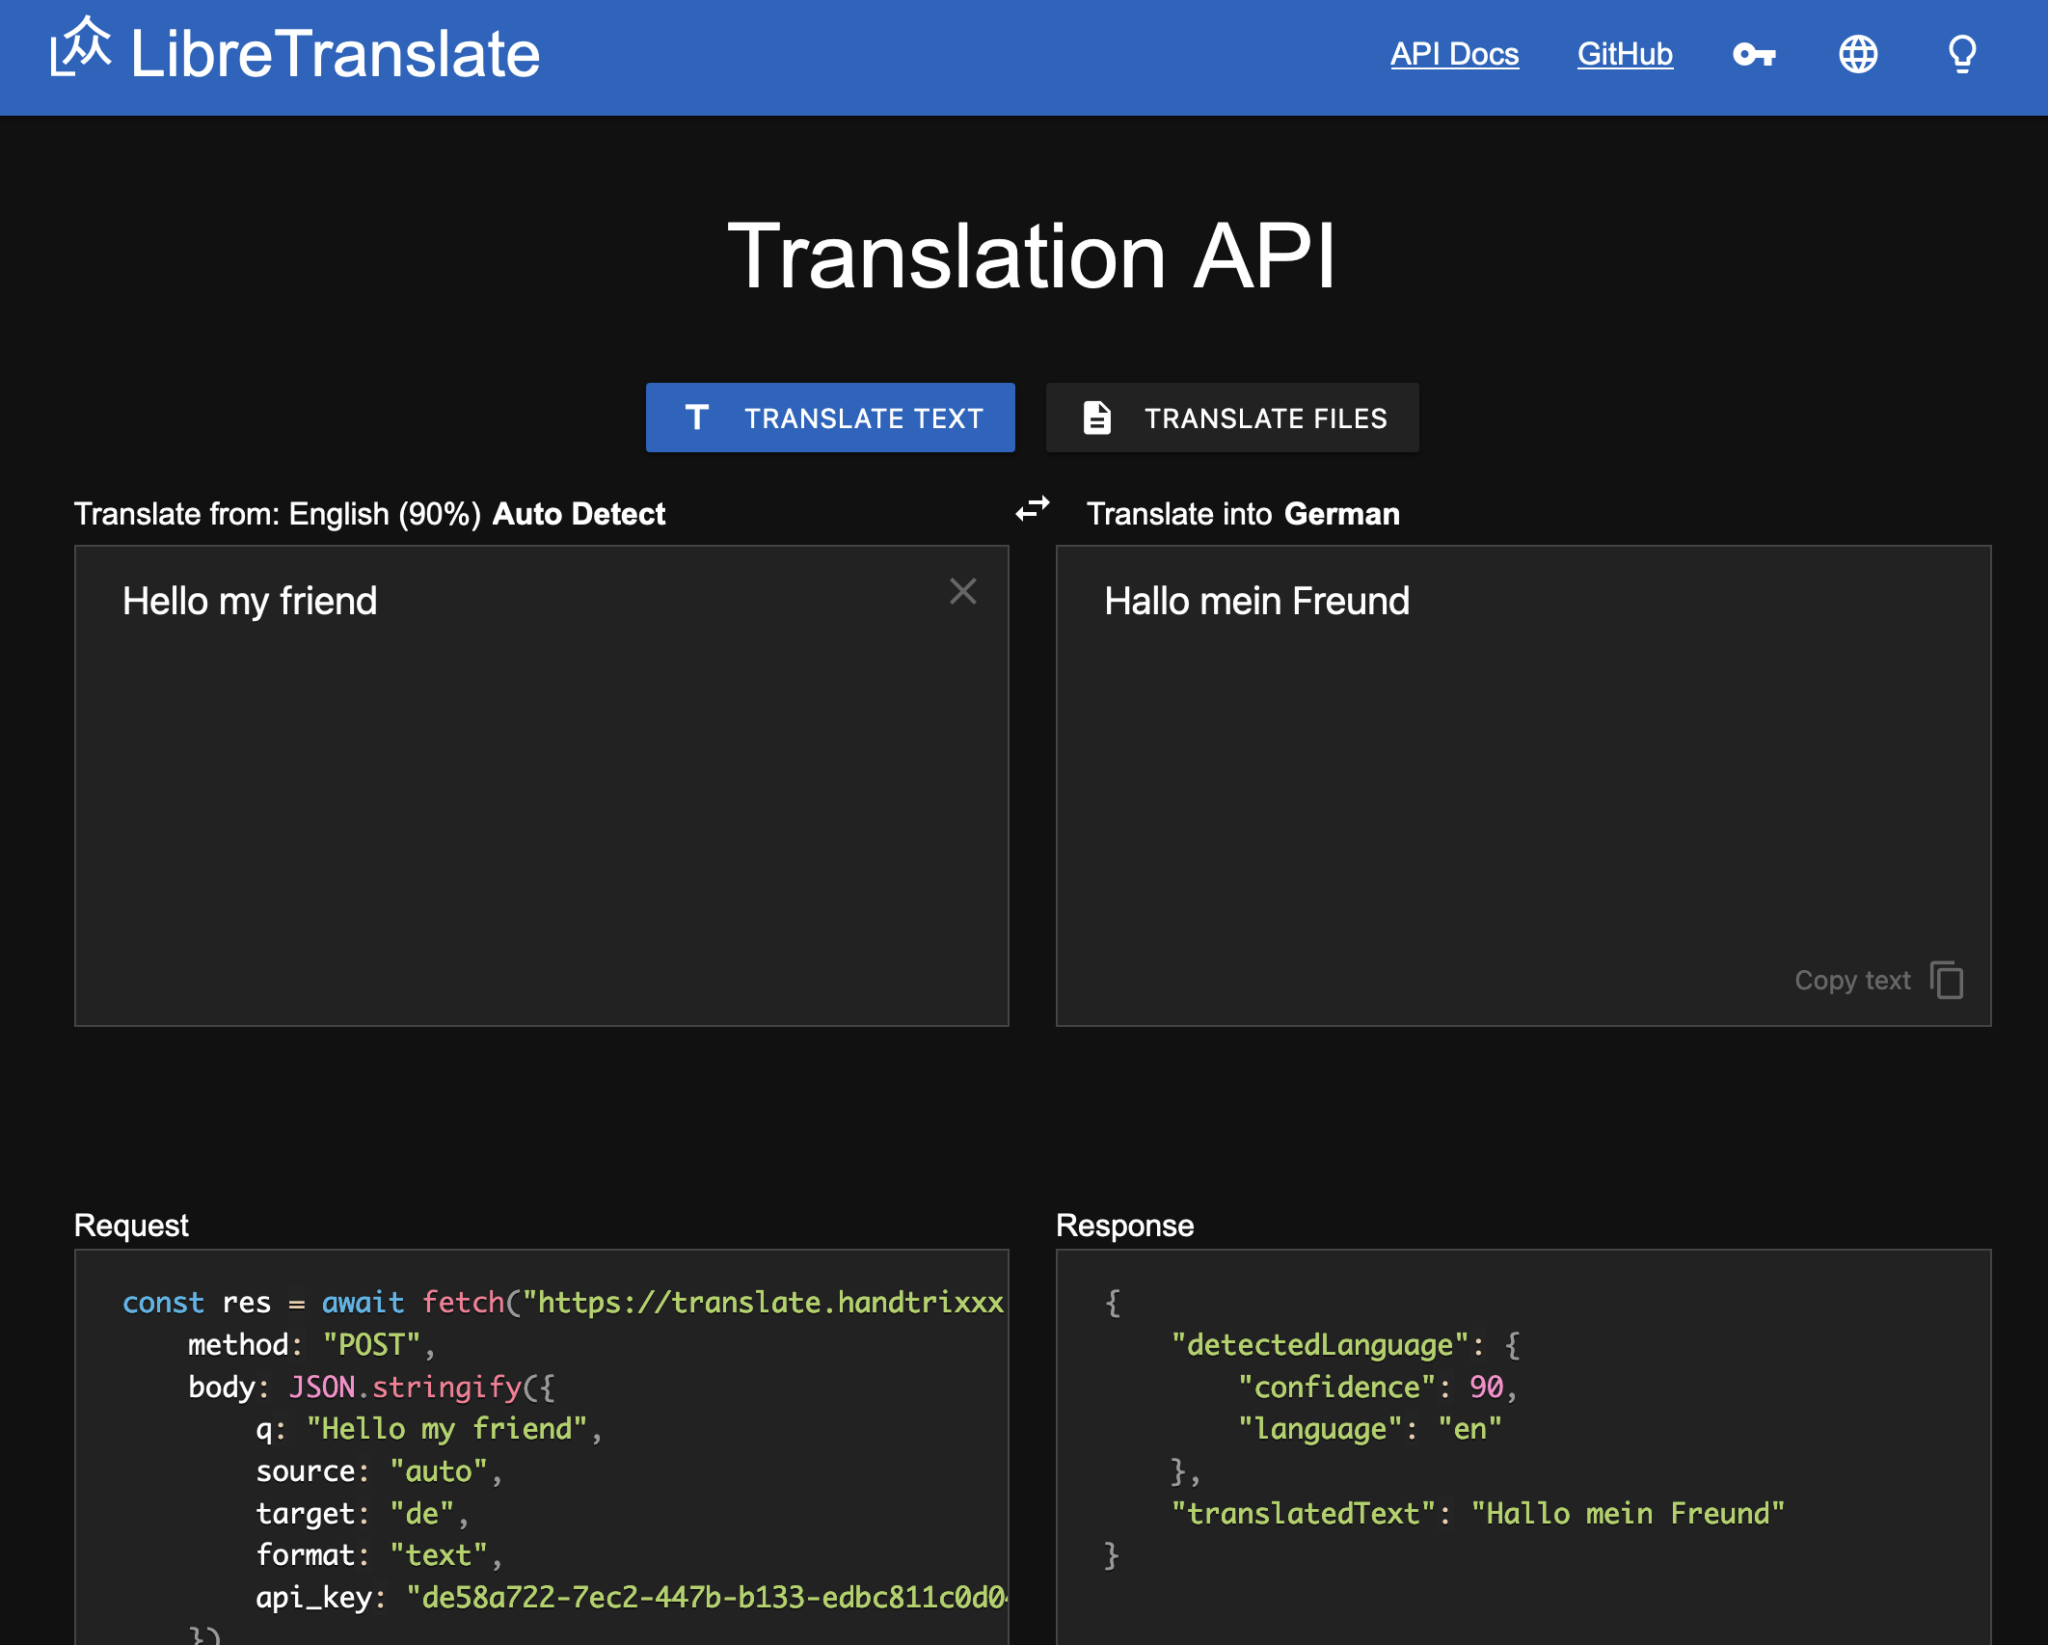 LibreTranslate
API Docs
GitHub
Translation API
TRANSLATE TEXT
TRANSLATE FILES
Translate from: English (90%) Auto Detect
Translate into German
Hello my friend
Hallo mein Freund
Copy text
Request
const res = await fetch("https://translate.handtrixxx
method: "POST",
body: JSON.stringify({
q: "Hello my friend",
source: "auto",
target: "de",
format: "text",
api_key: "de58a722-7ec2-447b-b133-edbc811c0d0
})
Response
{
"detectedLanguage": {
"confidence": 90,
"language": "en"
},
"translatedText": "Hallo mein Freund"
}